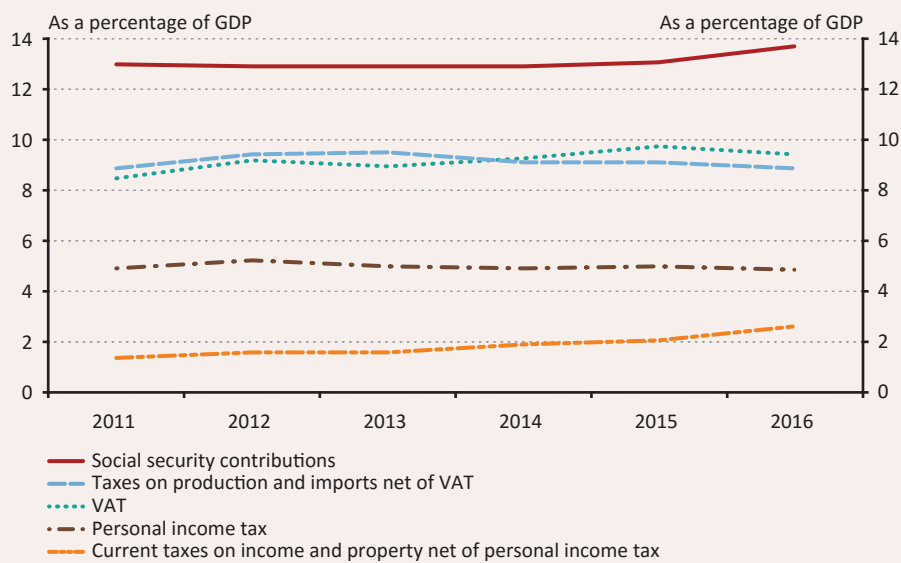 As a percentage of GDP As a percentage of GDP
14 14
12 12
10 10
8 8
6 6
4 4
2 2
0 0
2011 2012 2013 2014 2015 2016
Social security contributions
Taxes on production and imports net of VAT
VAT
Personal income tax
Current taxes on income and property net of personal income tax